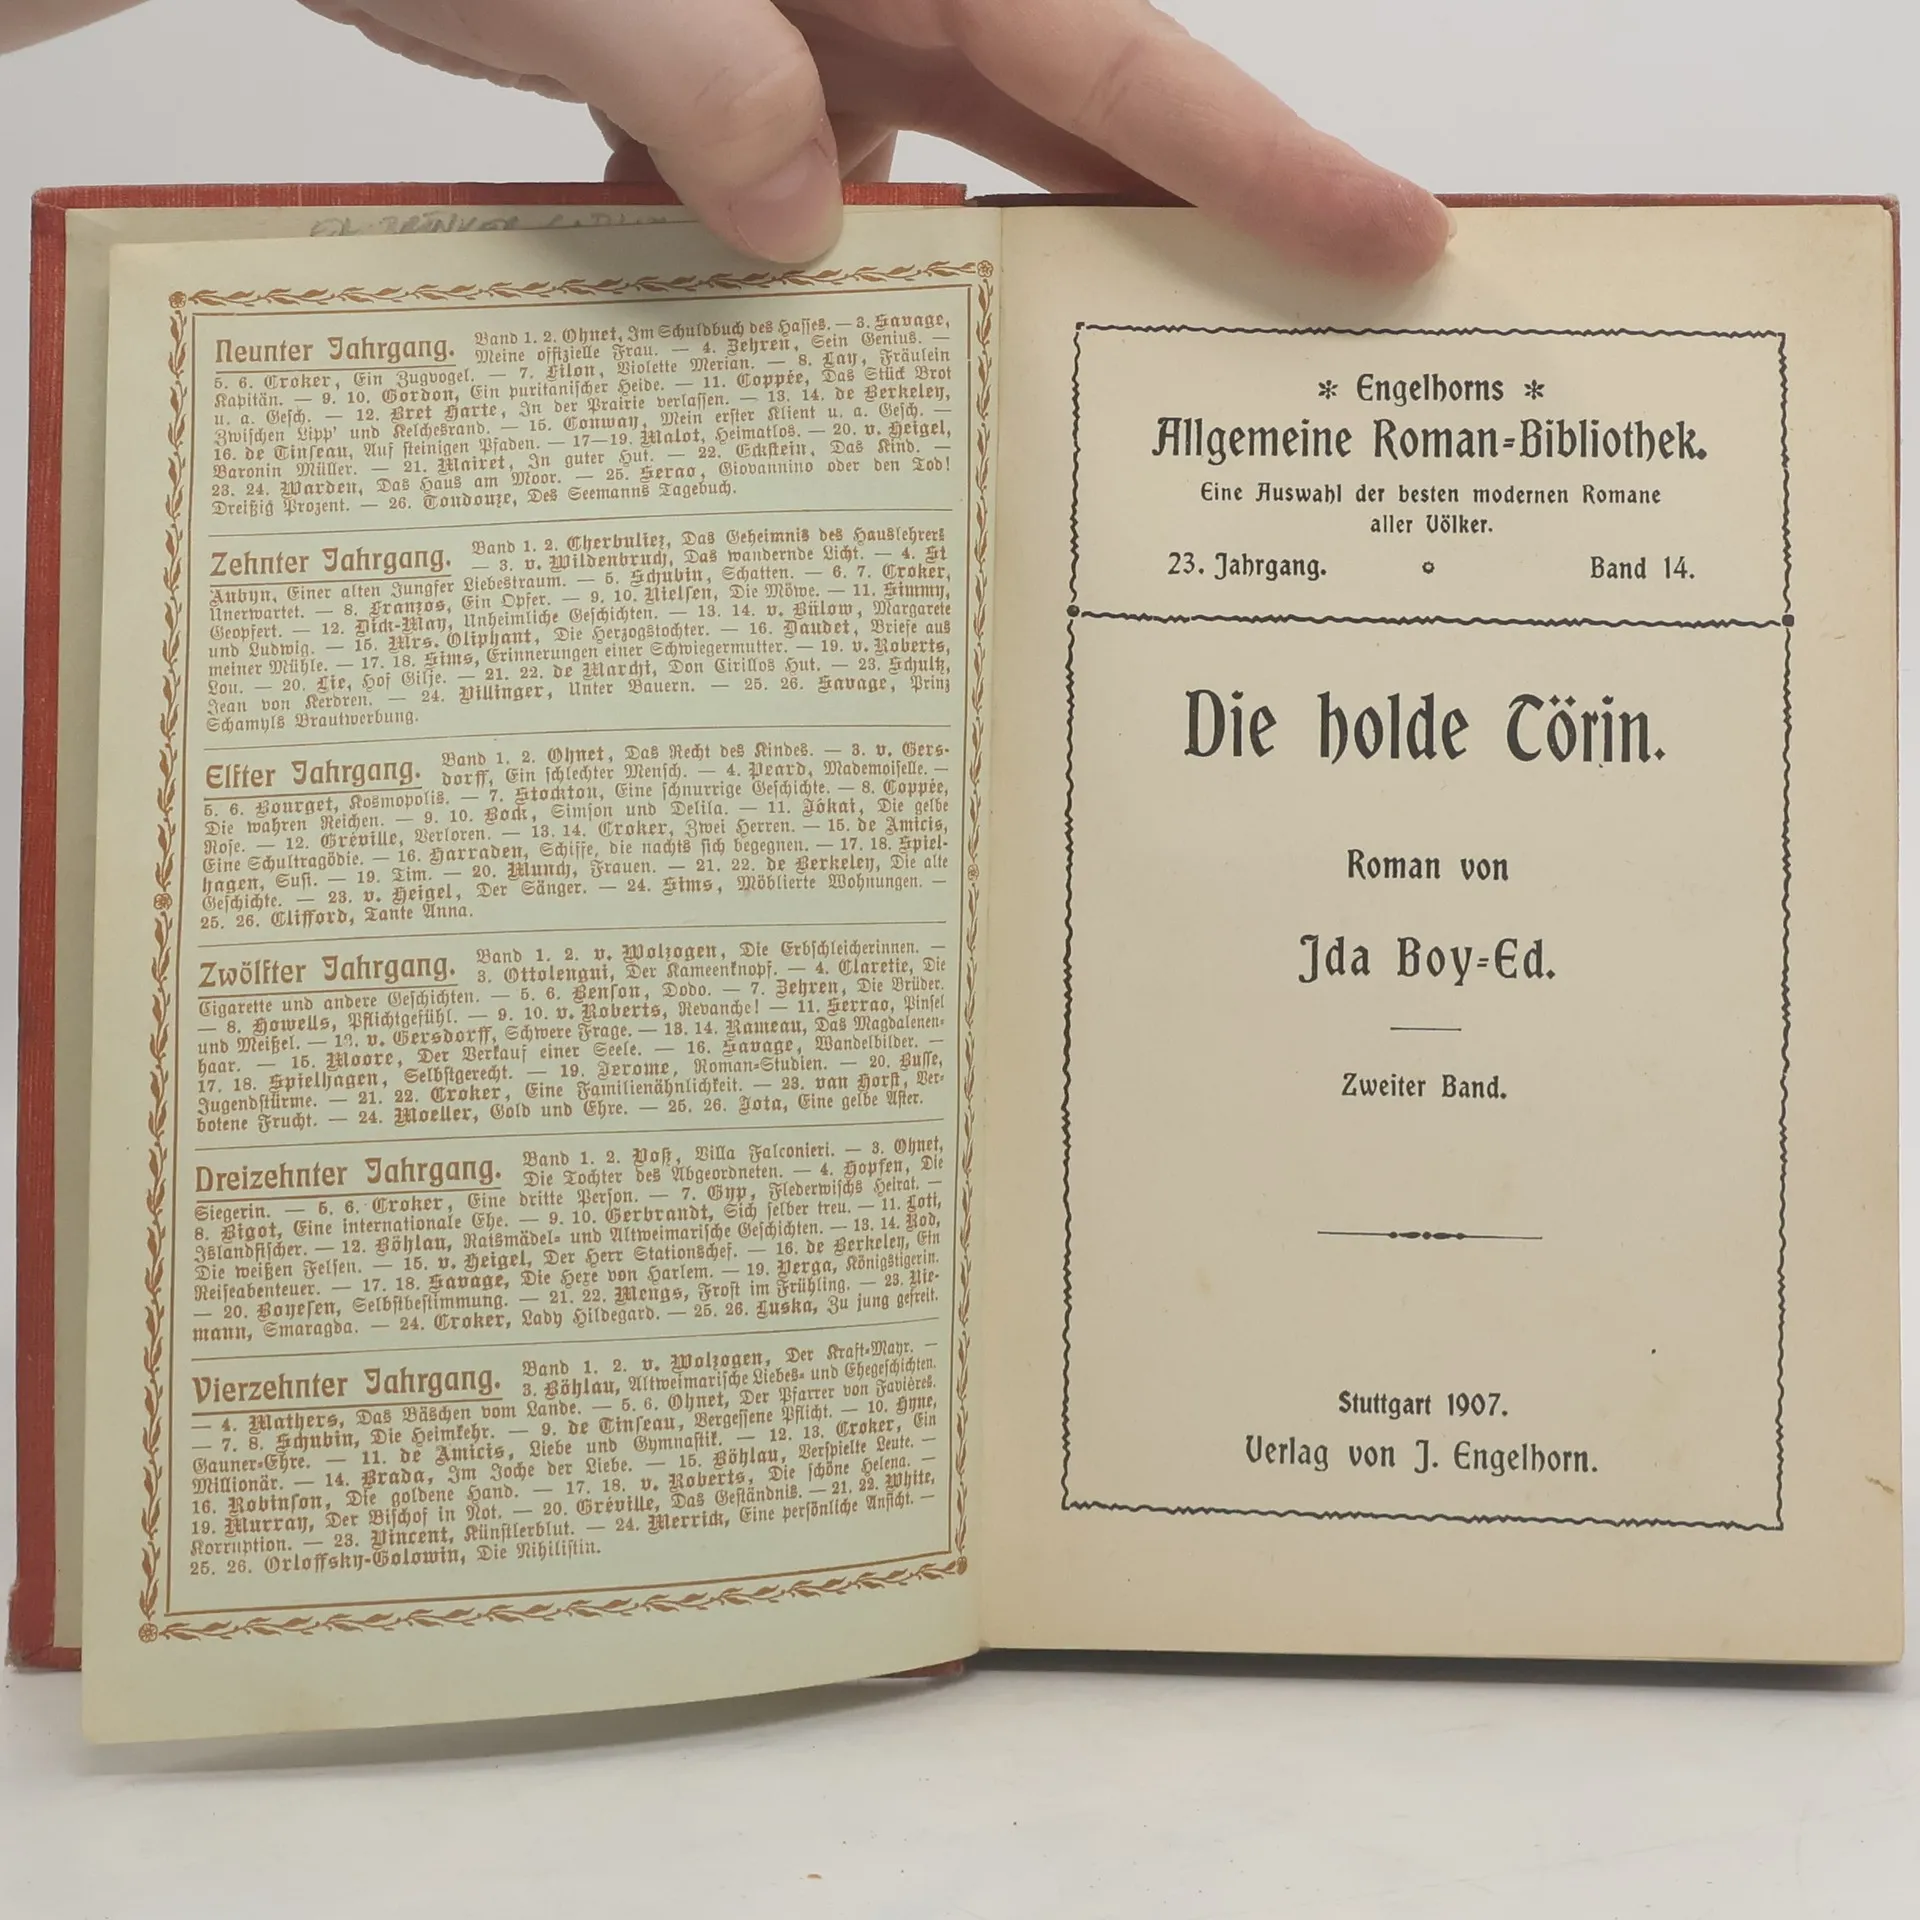 Neunter Jahrgang. Band 1. 2. Ohnet, Im Schuldbuch des Hasses. — 3. Savage,
Meine offizielle Frau. — 4. Zehren, Sein Genius. —
5. 6. Croker, Ein Zugvogel. — 7. Filon, Violette Merian. — 8. Lay, Fräulein
Kapitän. — 9. 10. Gordon, Ein puritanischer Heide. — 11. Coppée, Das Stück Brot
u. a. Gesch. — 12. Bret Harte, In der Prairie verlassen. — 13. 14. de Berkeley,
Zwischen Lipp' und Kelchesrand. — 15. Conway, Mein erster Klient u. a. Gesch. —
16. de Tinseau, Auf steinigen Pfaden. — 17—19. Malot, Heimatlos. — 20. v. Heigel,
Baronin Müller. — 21. Mairet, In guter Hut. — 22. Eckstein, Das Kind. —
23. 24. Warden, Das Haus am Moor. — 25. Serao, Giovannino oder den Tod!
Dreißig Prozent. — 26. Toudouze, Des Seemanns Tagebuch.
Zehnter Jahrgang. Band 1. 2. Cherbuliez, Das Geheimnis des Hauslehrers
— 3. v. Wildenbruch, Das wandernde Licht. — 4. St
Aubyn, Einer alten Jungfer Liebestraum. — 5. Schubin, Schatten. — 6. 7. Croker,
Unerwartet. — 8. Franzos, Ein Opfer. — 9. 10. Nielsen, Die Möwe. — 11. Simmy,
Geopfert. — 12. Dick-May, Unheimliche Geschichten. — 13. 14. v. Bülow, Margarete
und Ludwig. — 15. Mrs. Oliphant, Die Herzogstochter. — 16. Daudet, Briefe aus
meiner Mühle. — 17. 18. Sims, Erinnerungen einer Schwiegermutter. — 19. v. Roberts,
Lou. — 20. Lie, Hof Gilje. — 21. 22. de Marchi, Don Cirillos Hut. — 23. Schultz,
Jean von Kerdren. — 24. Villinger, Unter Bauern. — 25. 26. Savage, Prinz
Schamyls Brautwerbung.
Elfter Jahrgang. Band 1. 2. Ohnet, Das Recht des Kindes. — 3. v. Gers-
dorff, Ein schlechter Mensch. — 4. Peard, Mademoiselle. —
5. 6. Bourget, Kosmopolis. — 7. Stockton, Eine schnurrige Geschichte. — 8. Coppée,
Die wahren Reichen. — 9. 10. Bock, Simson und Delila. — 11. Jókai, Die gelbe
Rose. — 12. Gréville, Verloren. — 13. 14. Croker, Zwei Herren. — 15. de Amicis,
Eine Schultragödie. — 16. Harraden, Schiffe, die nachts sich begegnen. — 17. 18. Spiel-
hagen, Susi. — 19. Tim. — 20. Munch, Frauen. — 21. 22. de Berkeley, Die alte
Geschichte. — 23. v. Heigel, Der Sänger. — 24. Sims, Möblierte Wohnungen. —
25. 26. Clifford, Tante Anna.
Zwölfter Jahrgang. Band 1. 2. v. Wolzogen, Die Erbschleicherinnen. —
3. Ottolengui, Der Kameenknopf. — 4. Claretie, Die
Cigarette und andere Geschichten. — 5. 6. Benson, Dodo. — 7. Zehren, Die Brüder.
— 8. Howells, Pflichtgefühl. — 9. 10. v. Roberts, Revanche! — 11. Serrao, Pinsel
und Meißel. — 12. v. Gersdorff, Schwere Frage. — 13. 14. Rameau, Das Magdalenen-
haar. — 15. Moore, Der Verkauf einer Seele. — 16. Savage, Wandelbilder. —
17. 18. Spielhagen, Selbstgerecht. — 19. Jerome, Roman-Studien. — 20. Busse,
Jugendstürme. — 21. 22. Croker, Eine Familienähnlichkeit. — 23. van Horst, Ver-
botene Frucht. — 24. Moeller, Gold und Ehre. — 25. 26. Jota, Eine gelbe Aster.
Dreizehnter Jahrgang. Band 1. 2. Voß, Villa Falconieri. — 3. Ohnet,
Die Tochter des Abgeordneten. — 4. Hopfen, Die
Siegerin. — 5. 6. Croker, Eine dritte Person. — 7. Gyp, Flederwischs Heirat. —
8. Bigot, Eine internationale Ehe. — 9. 10. Gerbrandt, Sich selber treu. — 11. Loti,
Islandfischer. — 12. Böhlau, Ratsmädel- und Altweimarische Geschichten. — 13. 14. Rod,
Die weißen Felsen. — 15. v. Heigel, Der Herr Stationschef. — 16. de Berkeley, Ein
Reiseabenteuer. — 17. 18. Savage, Die Hexe von Harlem. — 19. Verga, Königstigerin.
— 20. Boyesen, Selbstbestimmung. — 21. 22. Mengs, Frost im Frühling. — 23. Nie-
mann, Smaragda. — 24. Croker, Lady Hildegard. — 25. 26. Luska, Zu jung gefreit.
Vierzehnter Jahrgang. Band 1. 2. v. Wolzogen, Der Kraft-Mayr. —
3. Böhlau, Altweimarische Liebes- und Ehegeschichten.
— 4. Mathers, Das Bäschen vom Lande. — 5. 6. Ohnet, Der Pfarrer von Favières.
— 7. 8. Schubin, Die Heimkehr. — 9. de Tinseau, Vergessene Pflicht. — 10. Hyne,
Gauner-Ehre. — 11. de Amicis, Liebe und Gymnastik. — 12. 13. Croker, Ein
Millionär. — 14. Brada, Im Joche der Liebe. — 15. Böhlau, Verspielte Leute. —
16. Robinson, Die goldene Hand. — 17. 18. v. Roberts, Die schöne Helena. —
19. Murray, Der Bischof in Not. — 20. Gréville, Das Geständnis. — 21. 22. White,
Korruption. — 23. Vincent, Künstlerblut. — 24. Merrick, Eine persönliche Ansicht. —
25. 26. Orloffsky-Golowin, Die Nihilistin.
* Engelhorns *
Allgemeine Roman-Bibliothek.
Eine Auswahl der besten modernen Romane
aller Völker.
23. Jahrgang. Band 14.
Die holde Törin.
Roman von
Ida Boy-Ed.
Zweiter Band.
Stuttgart 1907.
Verlag von J. Engelhorn.